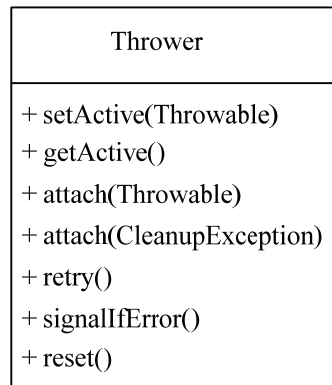 Thrower
+ setActive(Throwable)
+ getActive()
+ attach(Throwable)
+ attach(CleanupException)
+ retry()
+ signalIfError()
+ reset()